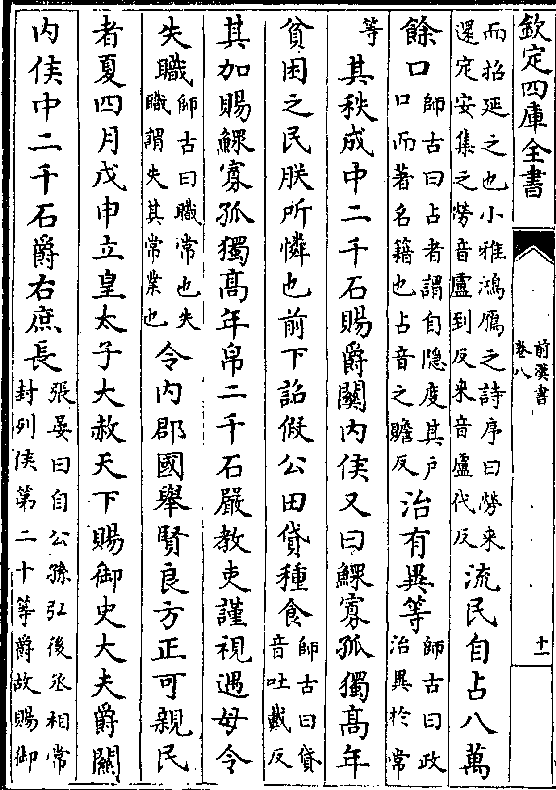 欽定四庫全書
前漢書
卷八
十一
而招延之也小雅鴻鴈之詩序曰勞来
還定安集之勞音盧到反来音盧代反
流民自占八萬
餘口
師古曰占者謂自隐度其户
口而著名籍也占音之贍反
治有異等
師古曰政
治異於常
等
其秩成中二千石賜爵關内侯又曰鰥寡孤獨髙年
貧困之民朕所憐也前下詔假公田貸種食
師古曰貸
音吐戴反
其加賜鰥寡孤獨髙年帛二千石嚴教吏謹視遇毋令
失職
師古曰職常也失
職謂失其常業也
令内郡國舉賢良方正可親民
者夏四月戊申立皇太子大赦天下賜御史大夫爵關
内侯中二千石爵右庶長
張晏曰自公孫弘後丞相常
封列侯第二十等爵故賜御